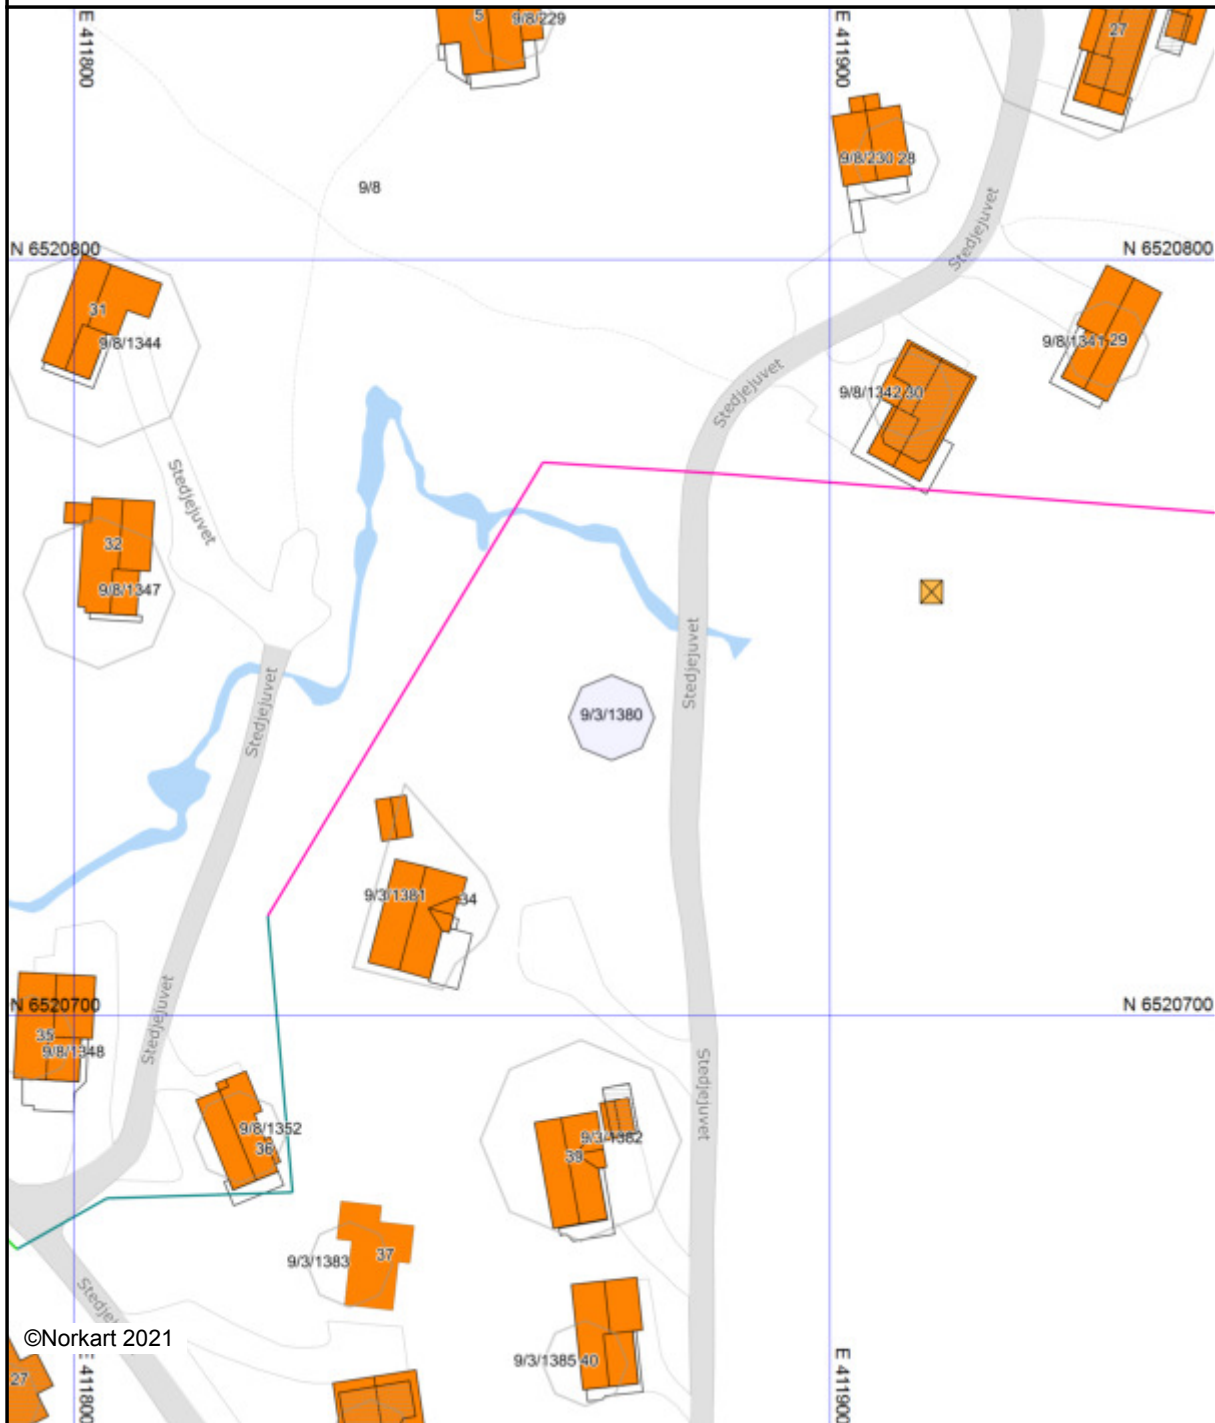 E 411800
5
9/8/229
E 411900
27
9/8/230 28
9/8
Stedjejuvet
N 6520800
N 6520800
31
9/8/1344
9/8/1341 29
Stedjejuvet
9/8/1342 30
Stedjejuvet
32
9/8/1347
Stedjejuvet
Stedjejuvet
9/3/1380
9/3/1381
34
N 6520700
N 6520700
Stedjejuvet
35
9/8/1348
Stedjejuvet
9/8/1352
36
9/3/1382
39
9/3/1383
37
©Norkart 2021
9/3/1385 40
27
E 411800
E 411900